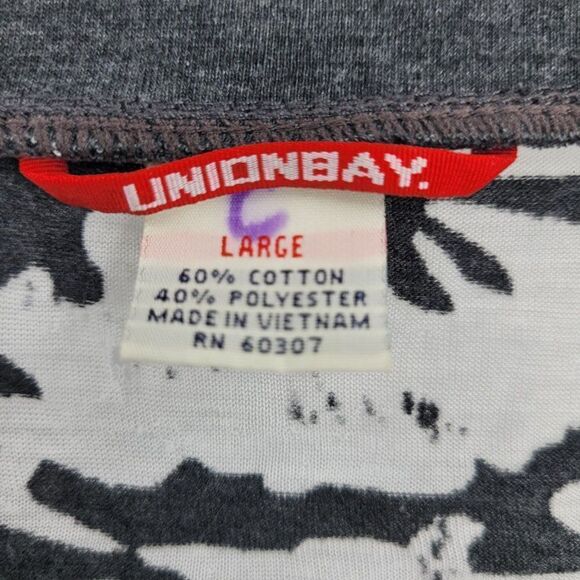 UNIONBAY.
C
LARGE
60% COTTON
40% POLYESTER
MADE IN VIETNAM
RN 60307